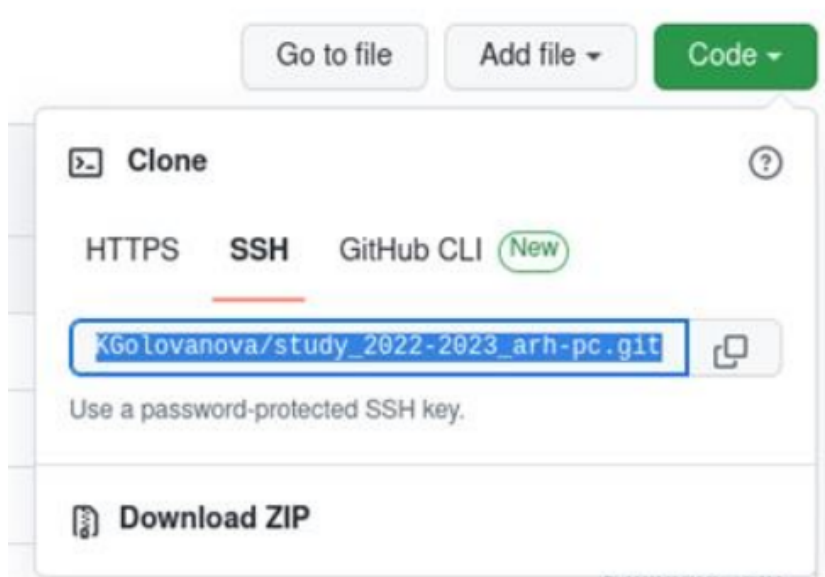 Go to file Add file Code
Clone
HTTPS SSH GitHub CLI New
KGolovanova/study_2022-2023_arh-pc.git
Use a password-protected SSH key.
Download ZIP